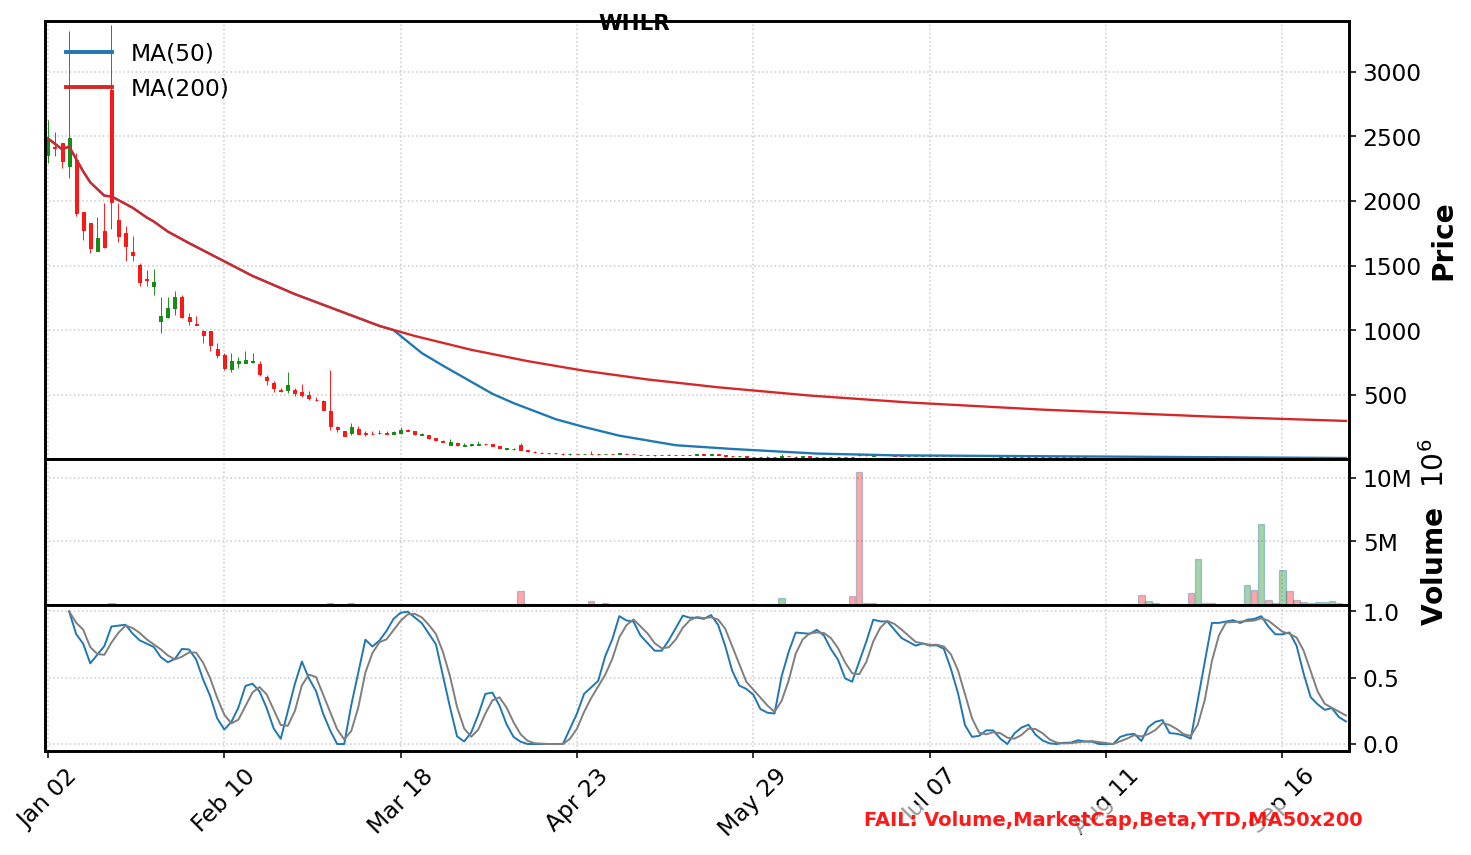 WHLR
MA(50)
MA(200)
3000
2500
2000
1500
1000
500
Price
10M
5M
Volume 10^6
1.0
0.5
0.0
Jan 02
Feb 10
Mar 18
Apr 23
May 29
Jul 07
Aug 11
Sep 16
FAIL: Volume,MarketCap,Beta,YTD,MA50x200